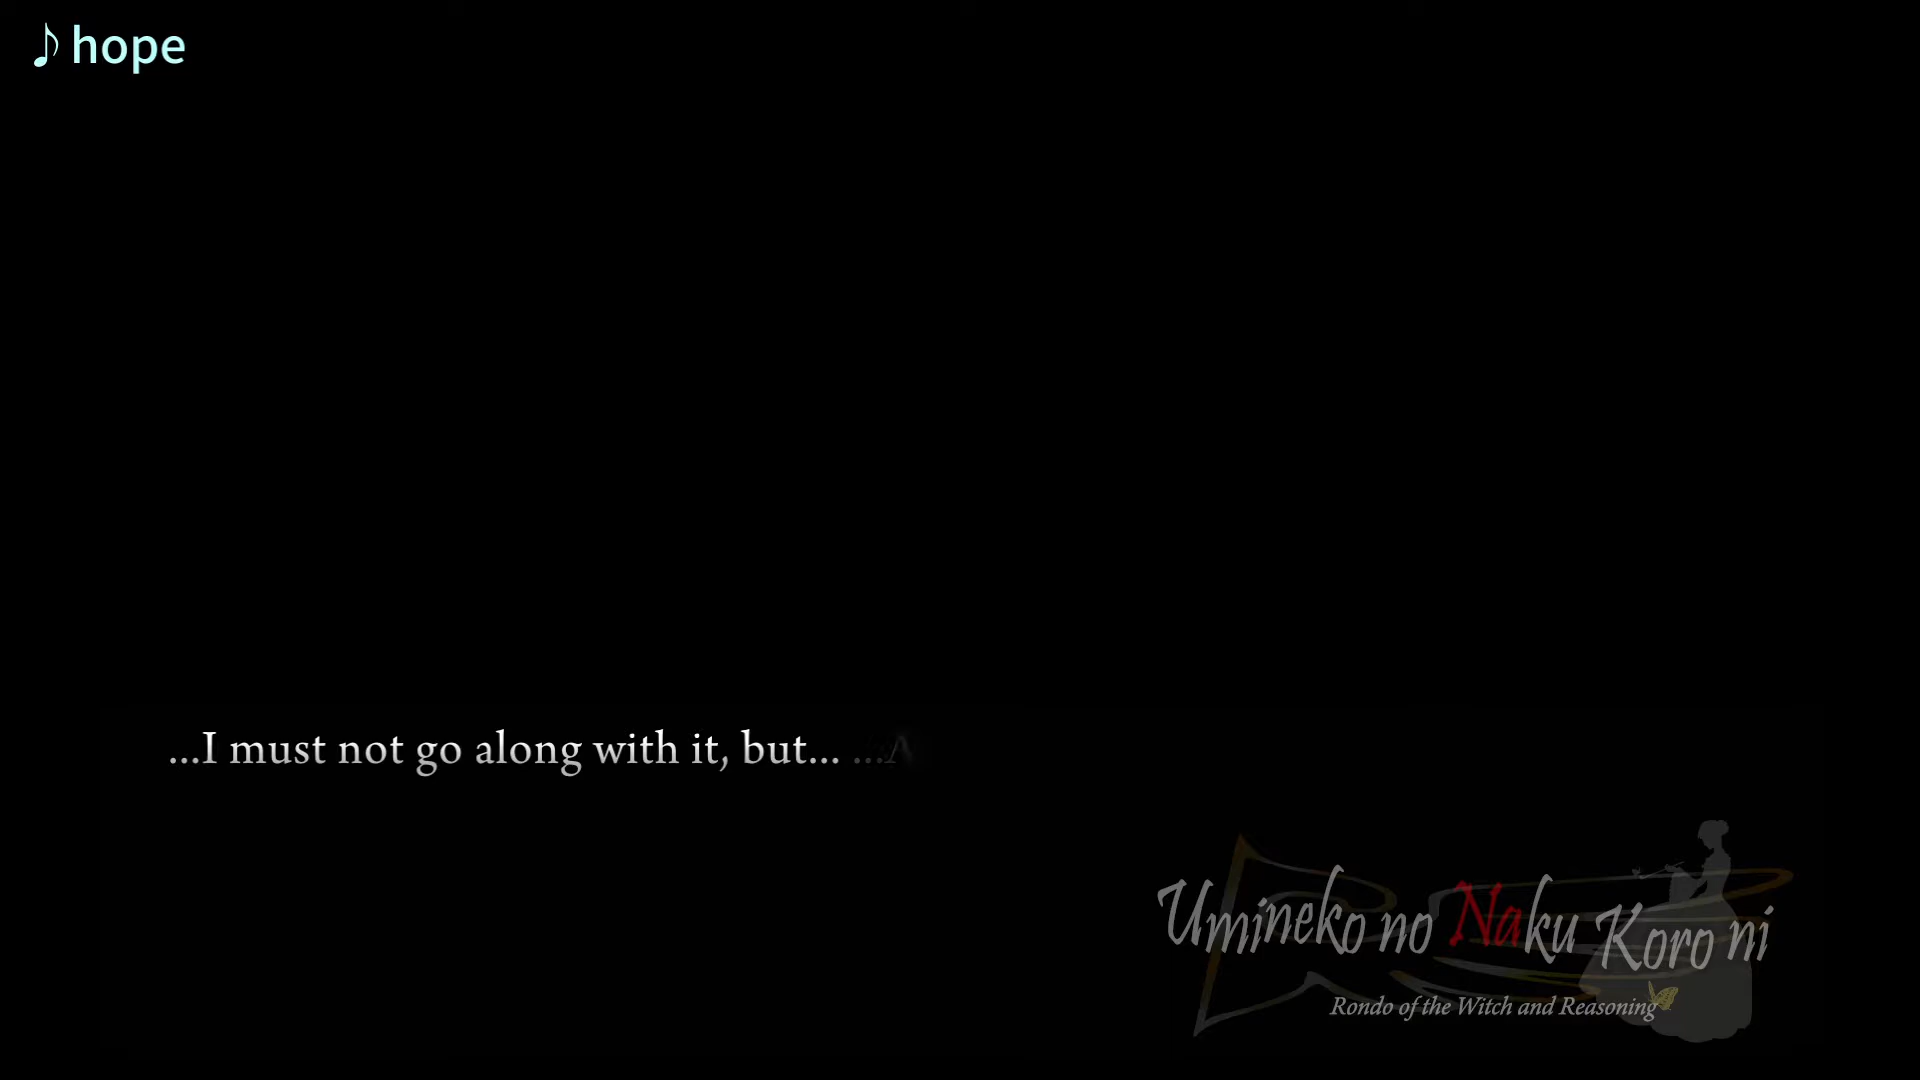 ♪ hope
...I must not go along with it, but... ...A
Umineko no Naku Koro ni
Rondo of the Witch and Reasoning